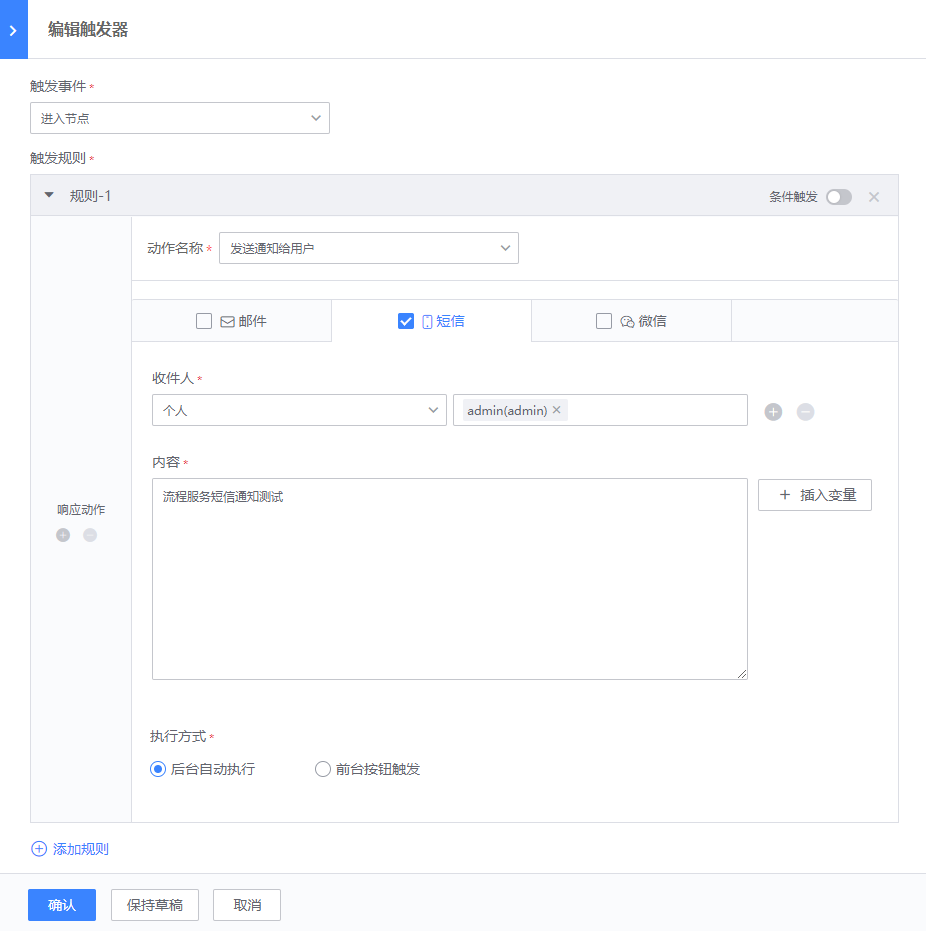 编辑触发器
触发事件 *
进入节点
触发规则 *
规则-1
条件触发
动作名称 *
发送通知给用户
邮件
短信
微信
收件人 *
个人
admin(admin) ×
内容 *
流程服务短信通知测试
+ 插入变量
响应动作
执行方式 *
后台自动执行
前台按钮触发
添加规则
确认
保持草稿
取消